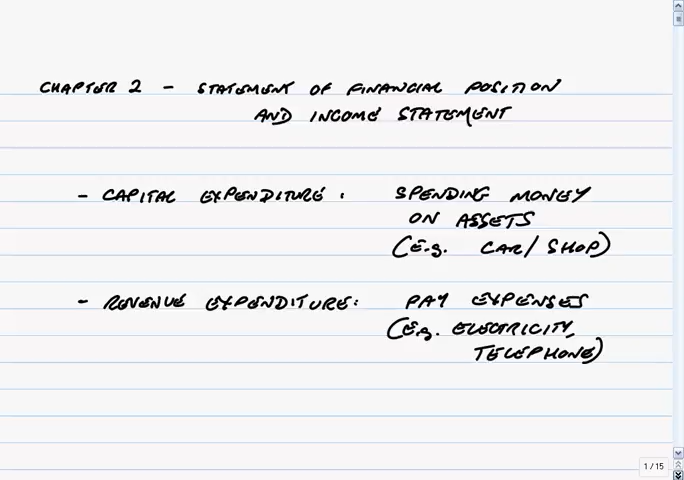 CHAPTER 2 - STATEMENT OF FINANCIAL POSITION
AND INCOME STATEMENT
- CAPITAL EXPENDITURE : SPENDING MONEY
ON ASSETS
(E.g. CAR/SHOP)
- REVENUE EXPENDITURE: PAY EXPENSES
(E.g. ELECTRICITY,
TELEPHONE)
1/15